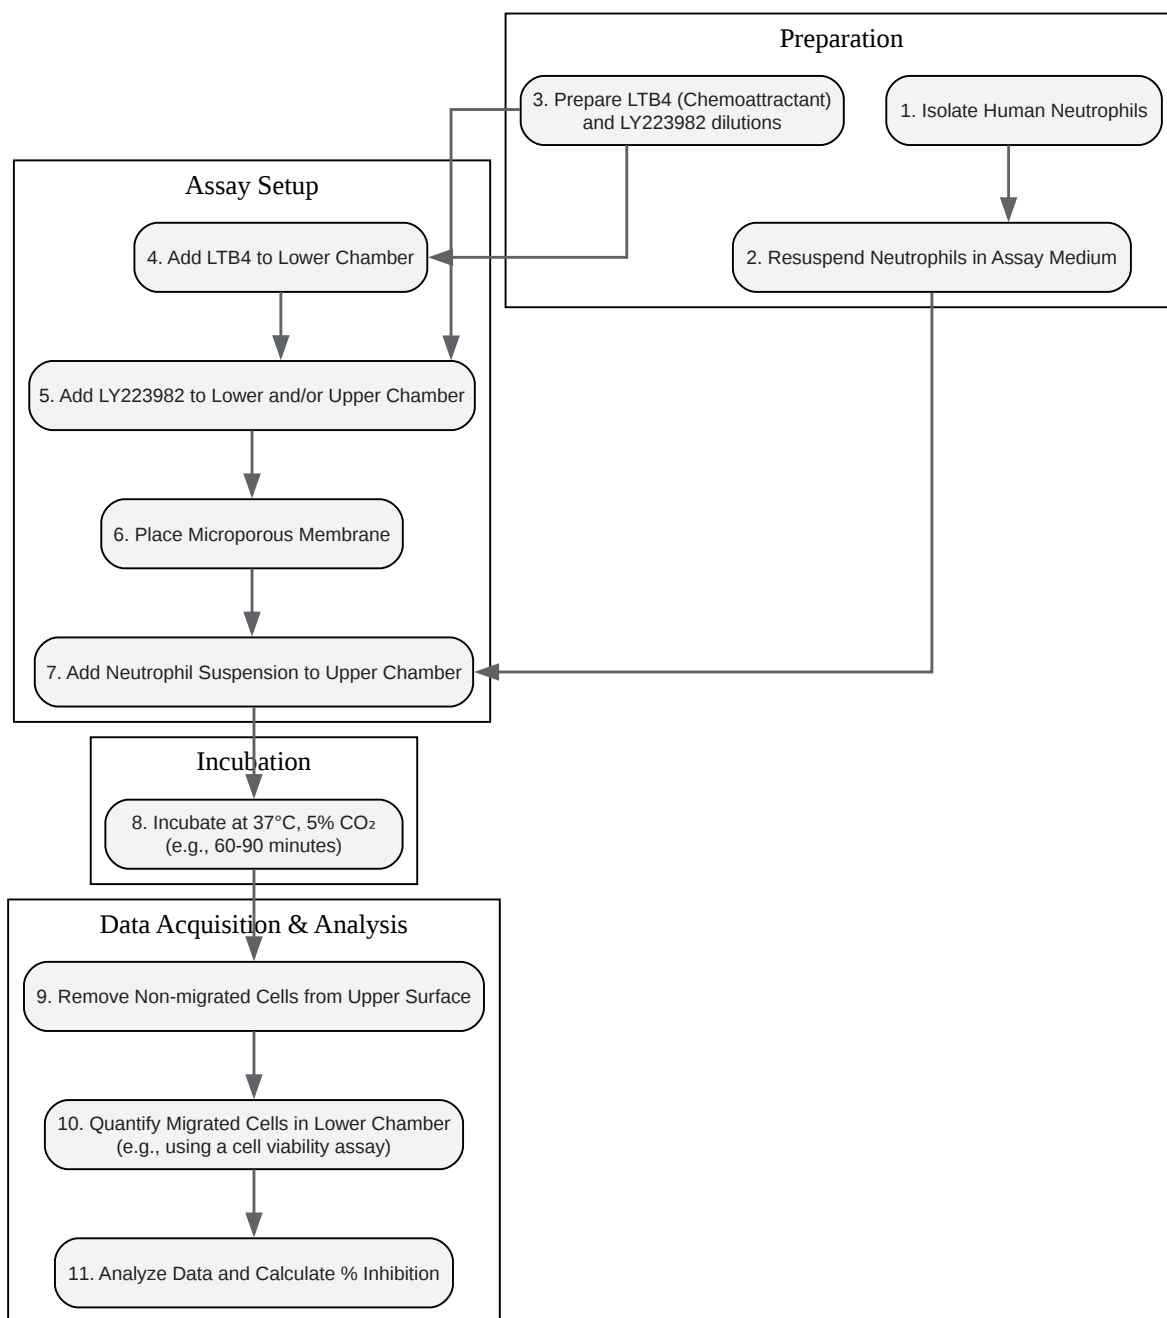 Preparation
3. Prepare LTB4 (Chemoattractant)
and LY223982 dilutions
1. Isolate Human Neutrophils
2. Resuspend Neutrophils in Assay Medium
Assay Setup
4. Add LTB4 to Lower Chamber
5. Add LY223982 to Lower and/or Upper Chamber
6. Place Microporous Membrane
7. Add Neutrophil Suspension to Upper Chamber
Incubation
8. Incubate at 37°C, 5% CO₂
(e.g., 60-90 minutes)
Data Acquisition & Analysis
9. Remove Non-migrated Cells from Upper Surface
10. Quantify Migrated Cells in Lower Chamber
(e.g., using a cell viability assay)
11. Analyze Data and Calculate % Inhibition